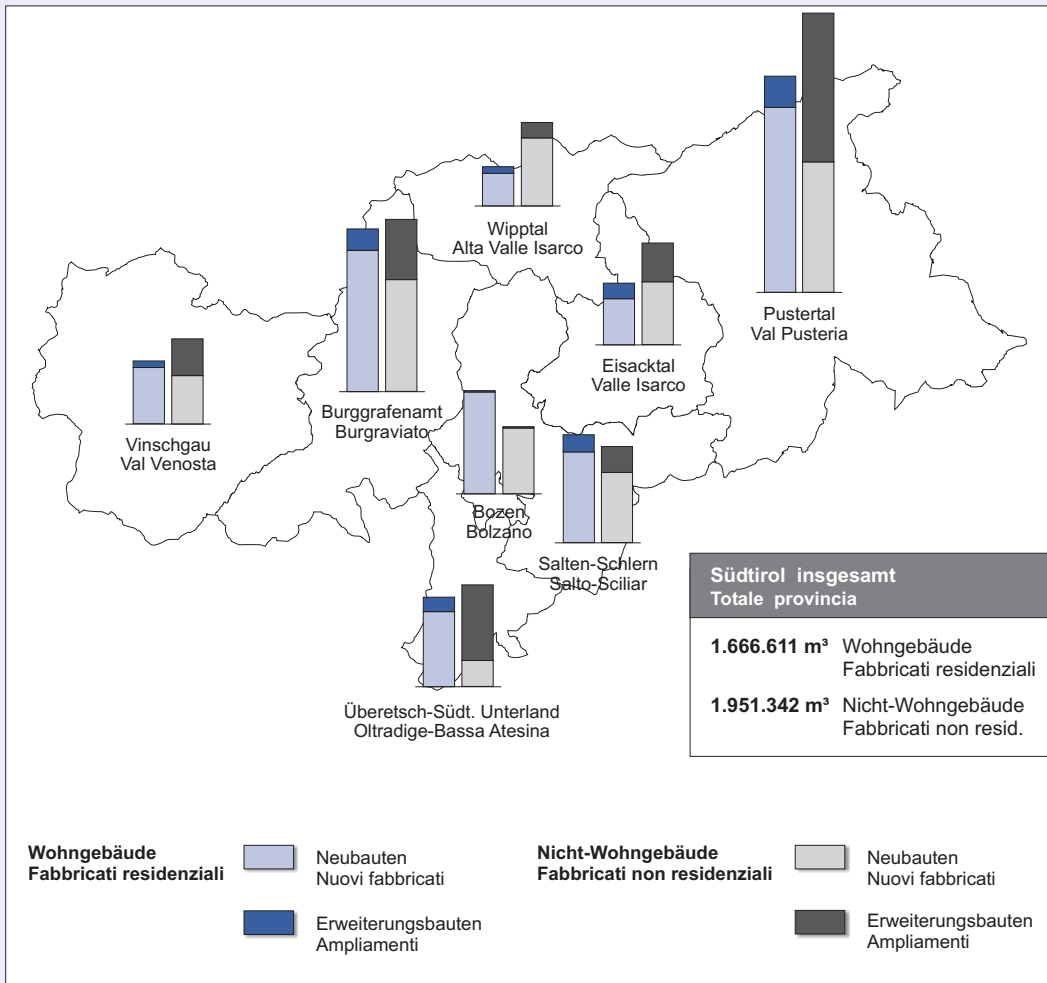 Wipptal
Alta Valle Isarco
Pustertal
Val Pusteria
Eisacktal
Valle Isarco
Burggrafenamt
Burgraviato
Vinschgau
Val Venosta
Bozen
Bolzano
Salten-Schlern
Salto-Sciliar
Überetsch-Südt. Unterland
Oltradige-Bassa Atesina
Südtirol insgesamt
Totale provincia
1.666.611 m³ Wohngebäude
Fabbricati residenziali
1.951.342 m³ Nicht-Wohngebäude
Fabbricati non resid.
Wohngebäude
Fabbricati residenziali
Neubauten
Nuovi fabbricati
Erweiterungsbauten
Ampliamenti
Nicht-Wohngebäude
Fabbricati non residenziali
Neubauten
Nuovi fabbricati
Erweiterungsbauten
Ampliamenti